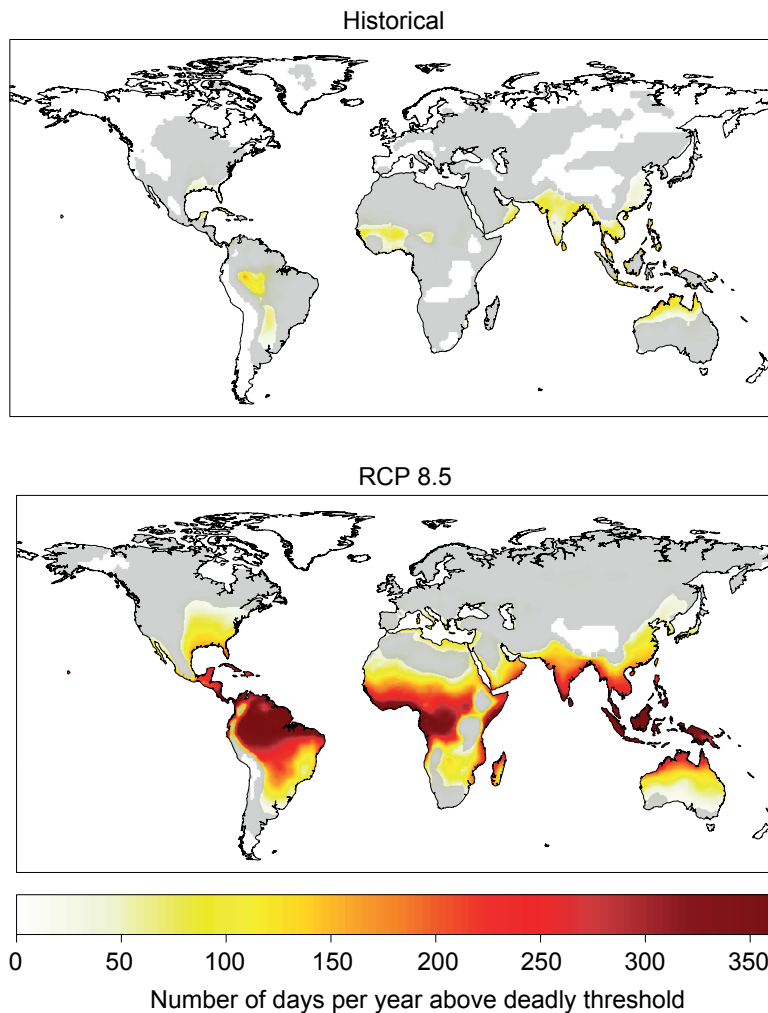 Historical
RCP 8.5
0 50 100 150 200 250 300 350
Number of days per year above deadly threshold